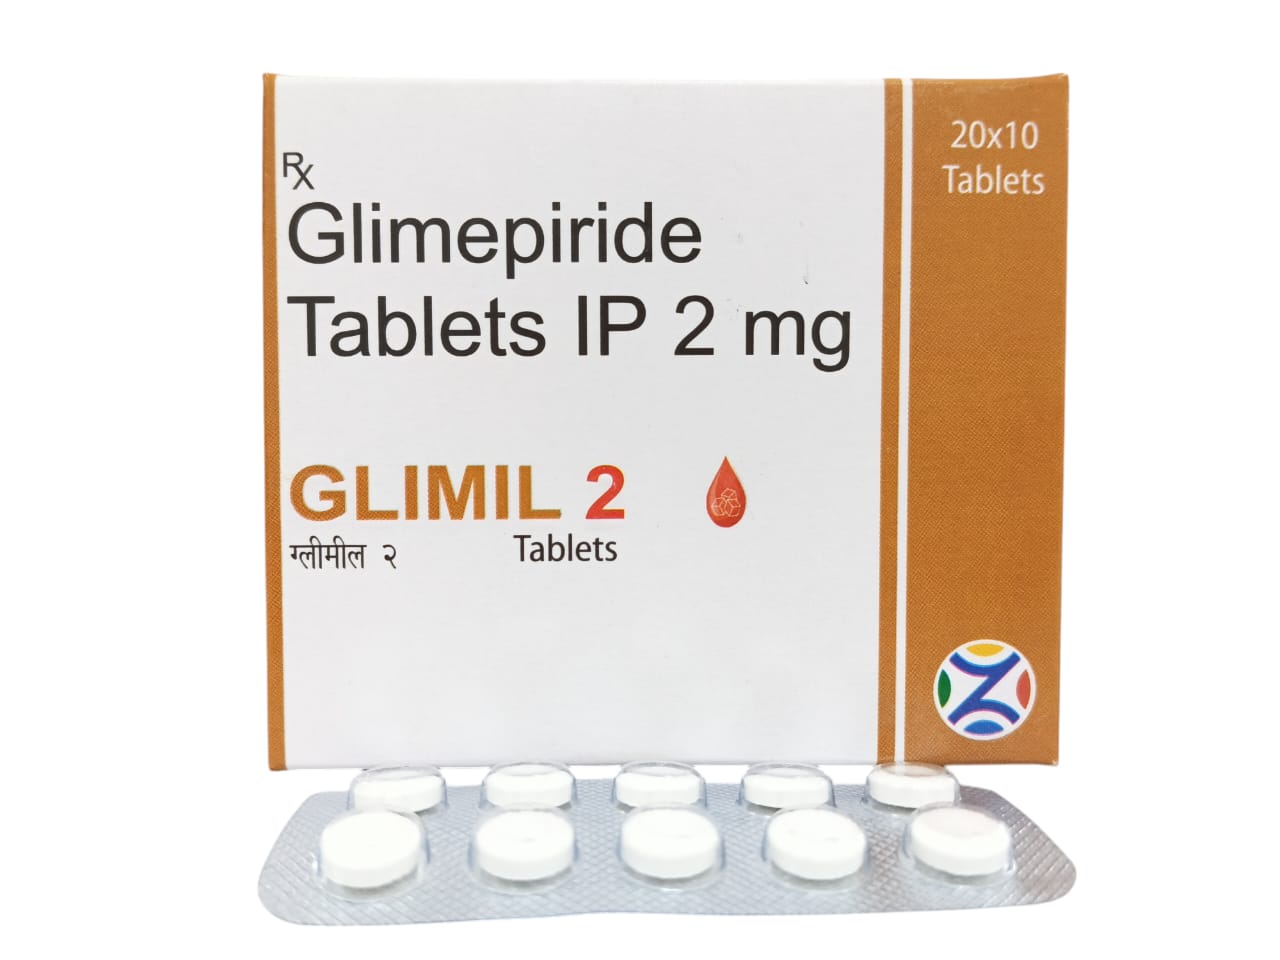 Rx
Glimepiride
Tablets IP 2 mg
GLIMIL 2
ग्लीमील २
Tablets
20x10
Tablets